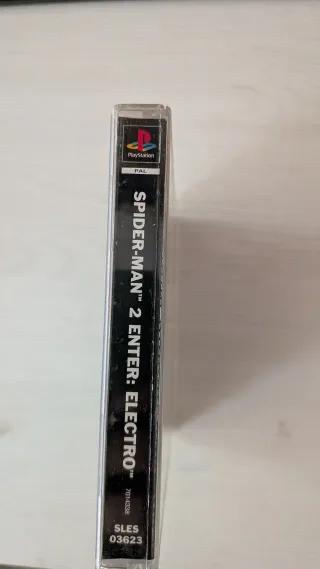 PlayStation
PAL
SPIDER-MAN™ 2 ENTER: ELECTRO™
SLES
03623